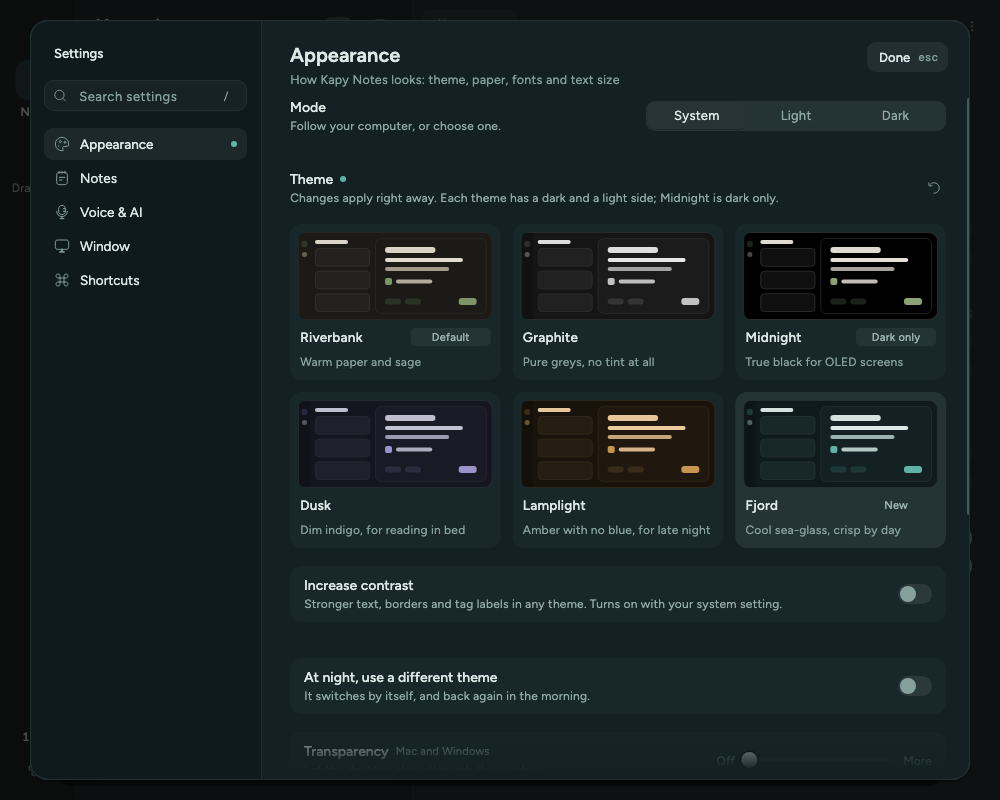 Settings
Search settings /
Appearance
Notes
Voice & AI
Window
Shortcuts
Appearance
How Kapy Notes looks: theme, paper, fonts and text size
Done esc
Mode
Follow your computer, or choose one.
System Light Dark
Theme
Changes apply right away. Each theme has a dark and a light side; Midnight is dark only.
Riverbank Default
Warm paper and sage
Graphite
Pure greys, no tint at all
Midnight Dark only
True black for OLED screens
Dusk
Dim indigo, for reading in bed
Lamplight
Amber with no blue, for late night
Fjord New
Cool sea-glass, crisp by day
Increase contrast
Stronger text, borders and tag labels in any theme. Turns on with your system setting.
At night, use a different theme
It switches by itself, and back again in the morning.
Transparency Mac and Windows
Off More